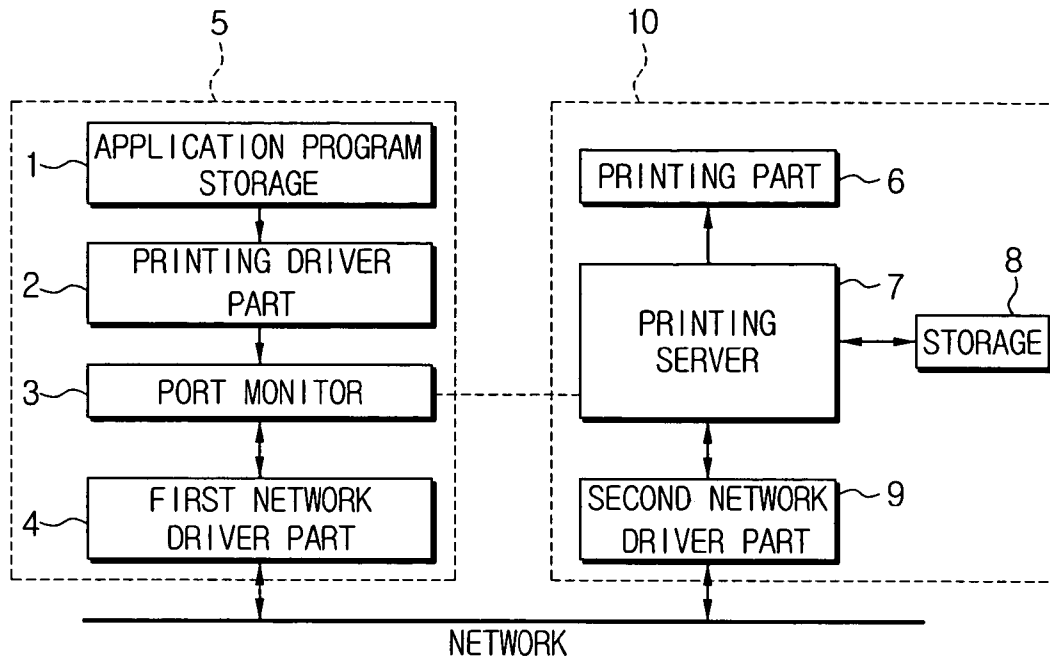 5
10
1
APPLICATION PROGRAM
STORAGE
2
PRINTING DRIVER
PART
3
PORT MONITOR
4
FIRST NETWORK
DRIVER PART
PRINTING PART
6
PRINTING
SERVER
7
8
STORAGE
SECOND NETWORK
DRIVER PART
9
NETWORK